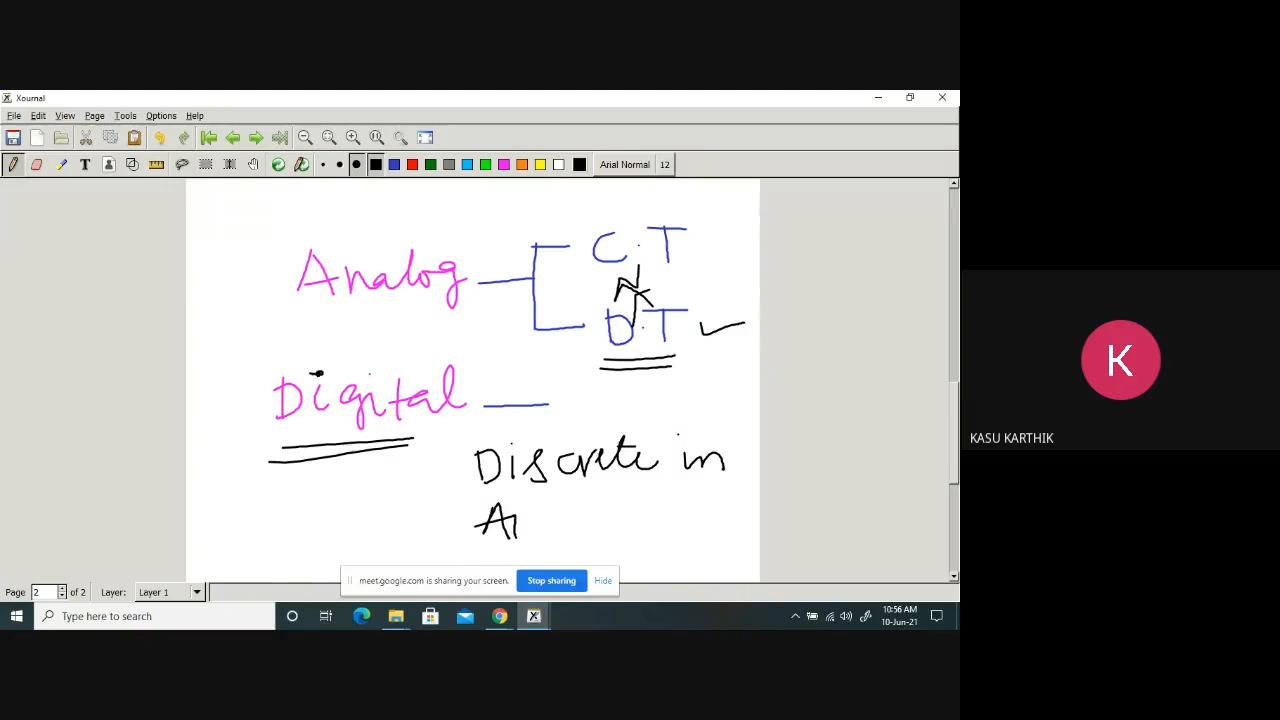 Xournal
File Edit View Page Tools Options Help
Arial Normal 12
Analog
C.T
D.T
Digital
Discrete in
meet.google.com is sharing your screen. Stop sharing Hide
Page 2 of 2 Layer: Layer 1
Type here to search
10:56 AM
10-Jun-21
K
KASU KARTHIK